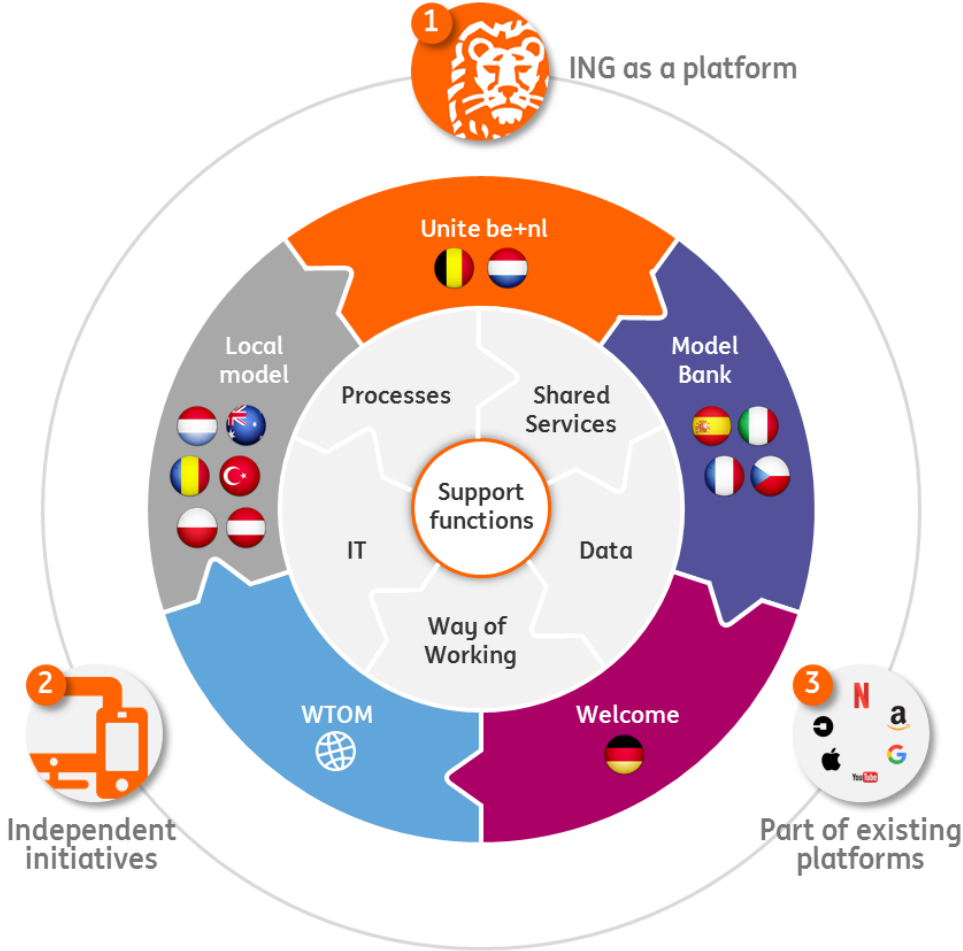 1
ING as a platform
Unite be+nl
Local
model
Model
Bank
Processes
Shared
Services
Support
functions
IT
Data
Way of
Working
WTOM
Welcome
2
Independent
initiatives
3
N
a
G
YouTube
Part of existing
platforms